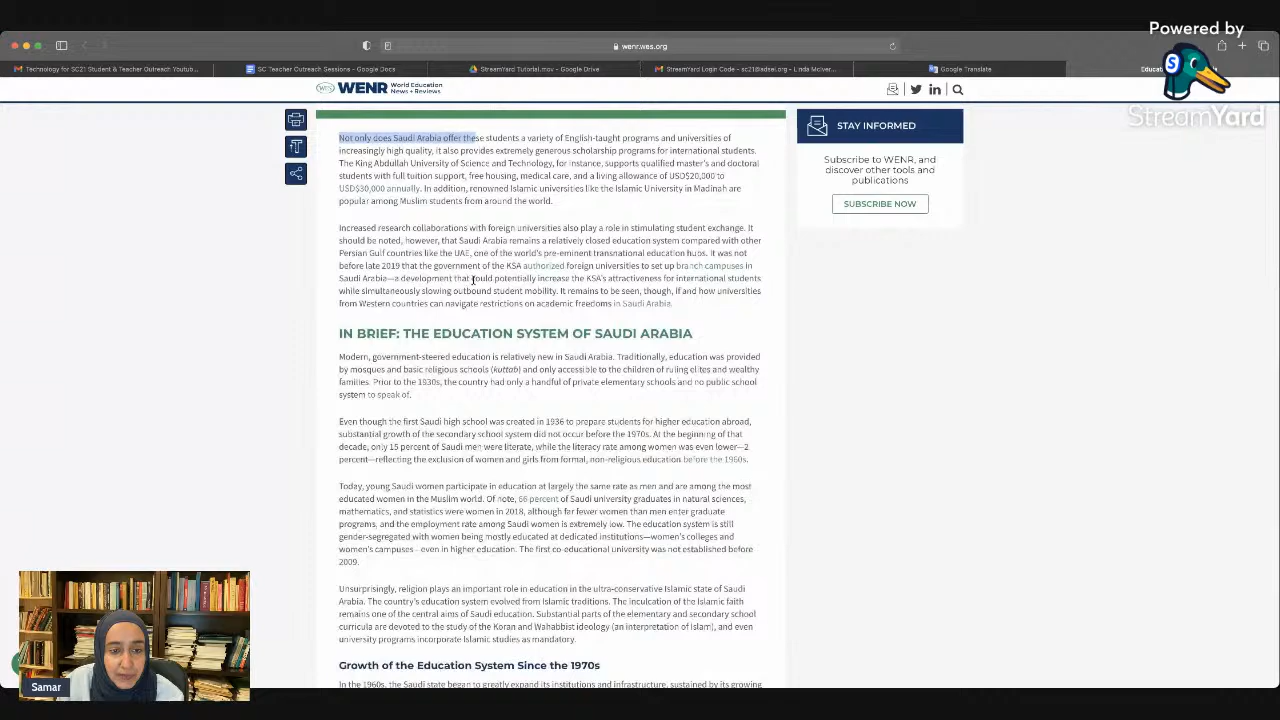 Powered by
StreamYard
wenr.wes.org
Technology for SC21 Student & Teacher Outreach Youtub...
SC Teacher Outreach Sessions - Google Docs
StreamYard Tutorial.mov - Google Drive
StreamYard Login Code - sc21@adsei.org - Linda McIver...
Google Translate
WENR World Education
News + Reviews
Not only does Saudi Arabia offer these students a variety of English-taught programs and universities of
increasingly high quality, it also provides extremely generous scholarship programs for international students.
The King Abdullah University of Science and Technology, for instance, supports qualified master's and doctoral
students with full tuition support, free housing, medical care, and a living allowance of USD$20,000 to
USD$30,000 annually. In addition, renowned Islamic universities like the Islamic University in Madinah are
popular among Muslim students from around the world.
Increased research collaborations with foreign universities also play a role in stimulating student exchange. It
should be noted, however, that Saudi Arabia remains a relatively closed education system compared with other
Persian Gulf countries like the UAE, one of the world's pre-eminent transnational education hubs. It was not
before late 2019 that the government of the KSA authorized foreign universities to set up branch campuses in
Saudi Arabia—a development that could potentially increase the KSA's attractiveness for international students
while simultaneously slowing outbound student mobility. It remains to be seen, though, if and how universities
from Western countries can navigate restrictions on academic freedoms in Saudi Arabia.
IN BRIEF: THE EDUCATION SYSTEM OF SAUDI ARABIA
Modern, government-steered education is relatively new in Saudi Arabia. Traditionally, education was provided
by mosques and basic religious schools (kuttab) and only accessible to the children of ruling elites and wealthy
families. Prior to the 1930s, the country had only a handful of private elementary schools and no public school
system to speak of.
Even though the first Saudi high school was created in 1936 to prepare students for higher education abroad,
substantial growth of the secondary school system did not occur before the 1970s. At the beginning of that
decade, only 15 percent of Saudi men were literate, while the literacy rate among women was even lower—2
percent—reflecting the exclusion of women and girls from formal, non-religious education before the 1960s.
Today, young Saudi women participate in education at largely the same rate as men and are among the most
educated women in the Muslim world. Of note, 66 percent of Saudi university graduates in natural sciences,
mathematics, and statistics were women in 2018, although far fewer women than men enter graduate
programs, and the employment rate among Saudi women is extremely low. The education system is still
gender-segregated with women being mostly educated at dedicated institutions—women's colleges and
women's campuses—even in higher education. The first co-educational university was not established before
2009.
Unsurprisingly, religion plays an important role in education in the ultra-conservative Islamic state of Saudi
Arabia. The country's education system evolved from Islamic traditions. The inculcation of the Islamic faith
remains one of the central aims of Saudi education. Substantial parts of the elementary and secondary school
curricula are devoted to the study of the Koran and Wahabbist ideology (an interpretation of Islam), and even
university programs incorporate Islamic studies as mandatory.
Growth of the Education System Since the 1970s
In the 1960s, the Saudi state began to greatly expand its institutions and infrastructure, sustained by its growing
STAY INFORMED
Subscribe to WENR, and
discover other tools and
publications
SUBSCRIBE NOW
Samar